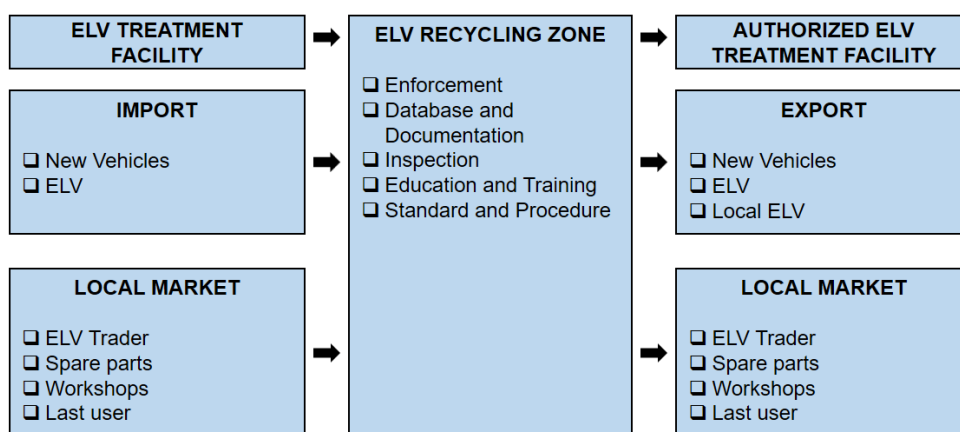 ELV TREATMENT
FACILITY
IMPORT
❑ New Vehicles
❑ ELV
LOCAL MARKET
❑ ELV Trader
❑ Spare parts
❑ Workshops
❑ Last user
ELV RECYCLING ZONE
❑ Enforcement
❑ Database and
Documentation
❑ Inspection
❑ Education and Training
❑ Standard and Procedure
AUTHORIZED ELV
TREATMENT FACILITY
EXPORT
❑ New Vehicles
❑ ELV
❑ Local ELV
LOCAL MARKET
❑ ELV Trader
❑ Spare parts
❑ Workshops
❑ Last user